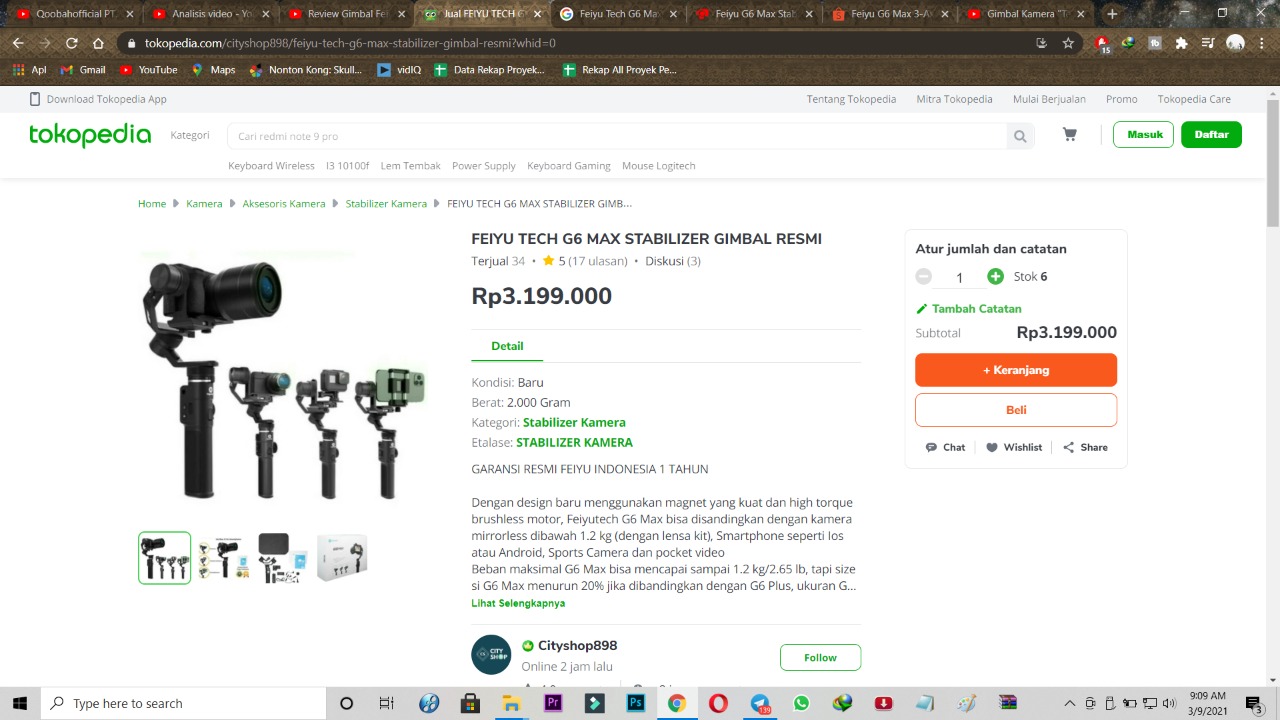 Qoobahofficial PT
Analisis video - Yo
Review Gimbal Fei
Jual FEIYU TECH G
Feiyu Tech G6 Max
Feiyu G6 Max Stab
Feiyu G6 Max 3-Ax
Gimbal Kamera "T
tokopedia.com/cityshop898/feiyu-tech-g6-max-stabilizer-gimbal-resmi?whid=0
15
Apl
Gmail
YouTube
Maps
Nonton Kong: Skull...
vidIQ
Data Rekap Proyek...
Rekap All Proyek Pe...
Download Tokopedia App
Tentang Tokopedia
Mitra Tokopedia
Mulai Berjualan
Promo
Tokopedia Care
tokopedia
Kategori
Cari redmi note 9 pro
Masuk
Daftar
Keyboard Wireless
I3 10100f
Lem Tembak
Power Supply
Keyboard Gaming
Mouse Logitech
Home
Kamera
Aksesoris Kamera
Stabilizer Kamera
FEIYU TECH G6 MAX STABILIZER GIMB...
FEIYU TECH G6 MAX STABILIZER GIMBAL RESMI
Terjual 34 • 5 (17 ulasan) • Diskusi (3)
Rp3.199.000
Detail
Kondisi: Baru
Berat: 2.000 Gram
Kategori: Stabilizer Kamera
Etalase: STABILIZER KAMERA
GARANSI RESMI FEIYU INDONESIA 1 TAHUN
Dengan design baru menggunakan magnet yang kuat dan high torque
brushless motor, Feiyutech G6 Max bisa disandingkan dengan kamera
mirrorless dibawah 1.2 kg (dengan lensa kit), Smartphone seperti Ios
atau Android, Sports Camera dan pocket video
Beban maksimal G6 Max bisa mencapai sampai 1.2 kg/2.65 lb, tapi size
si G6 Max menurun 20% jika dibandingkan dengan G6 Plus, ukuran G...
Lihat Selengkapnya
CITY SHOP
Cityshop898
Online 2 jam lalu
Follow
Atur jumlah dan catatan
1
Stok 6
Tambah Catatan
Subtotal
Rp3.199.000
+ Keranjang
Beli
Chat
Wishlist
Share
Type here to search
Pr
Ps
139
9:09 AM
3/9/2021
3